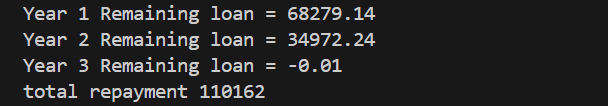 Year 1 Remaining loan = 68279.14
Year 2 Remaining loan = 34972.24
Year 3 Remaining loan = -0.01
total repayment 110162